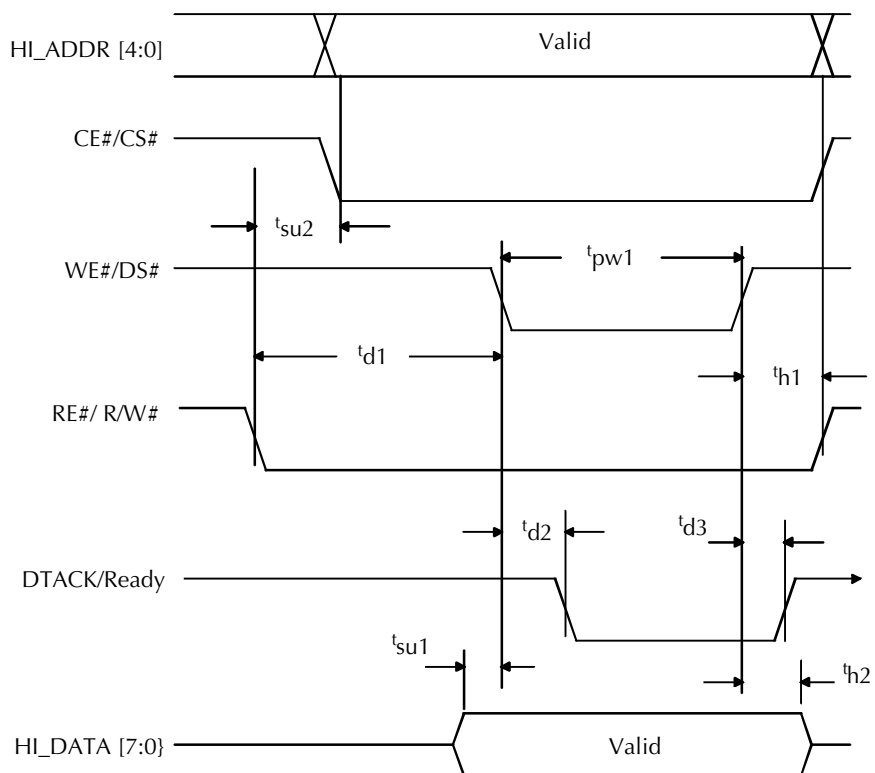 HI_ADDR [4:0]
Valid
CE#/CS#
tsu2
WE#/DS#
tpw1
td1
th1
RE#/ R/W#
td2
td3
DTACK/Ready
tsu1
th2
HI_DATA [7:0}
Valid